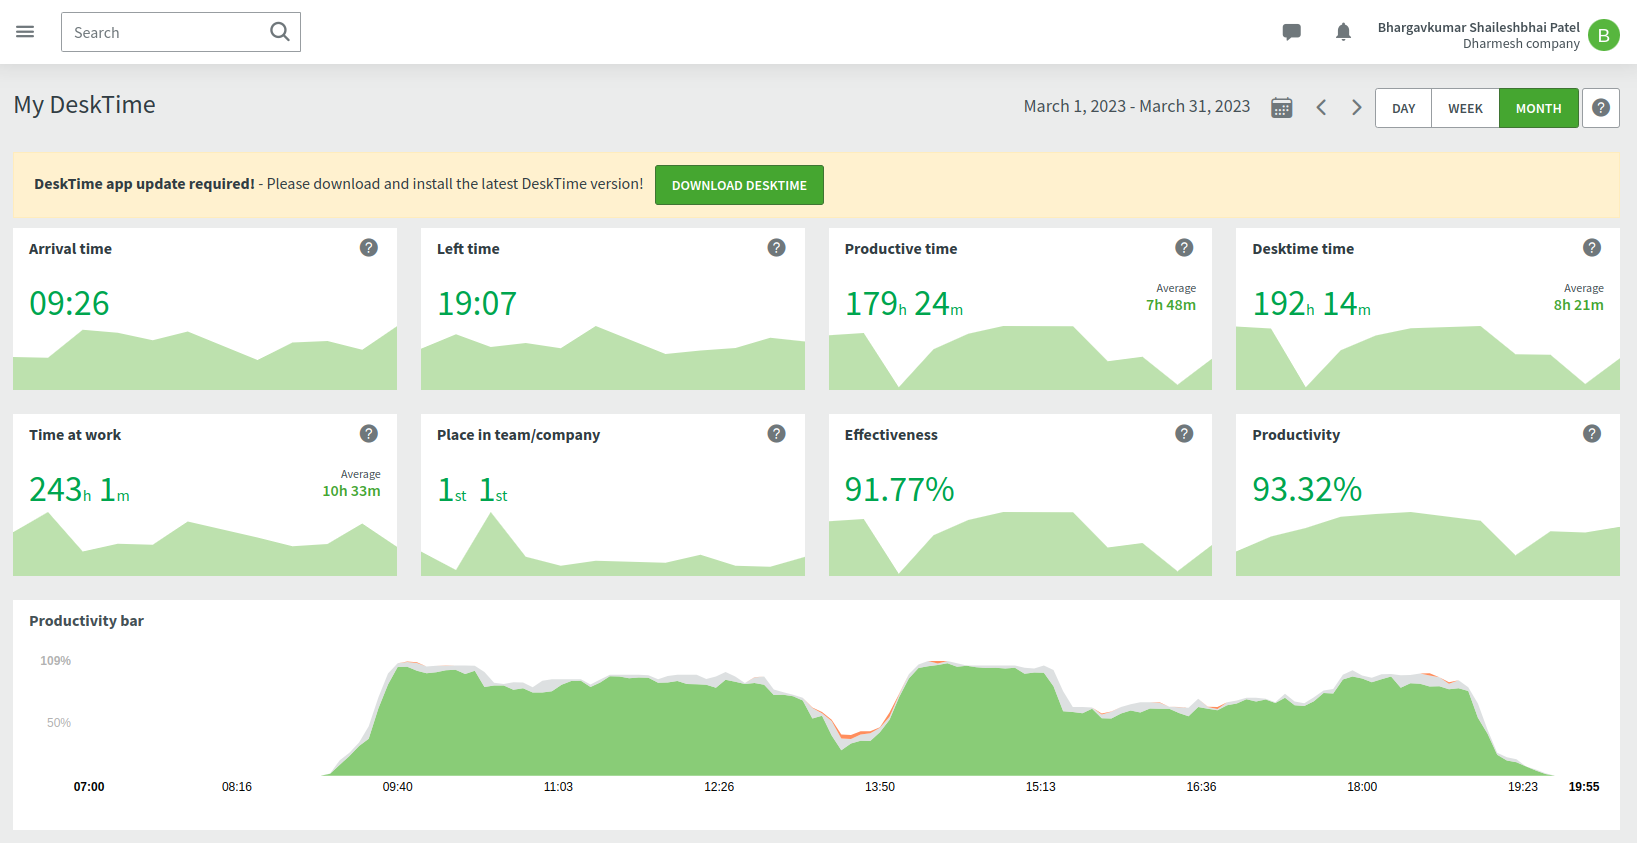 Search
Bhargavkumar Shaileshbhai Patel
Dharmesh company
B
My DeskTime
March 1, 2023 - March 31, 2023
DAY
WEEK
MONTH
?
DeskTime app update required! - Please download and install the latest DeskTime version!
DOWNLOAD DESKTIME
Arrival time
?
09:26
Left time
?
19:07
Productive time
?
179h 24m
Average
7h 48m
Desktime time
?
192h 14m
Average
8h 21m
Time at work
?
243h 1m
Average
10h 33m
Place in team/company
?
1st 1st
Effectiveness
?
91.77%
Productivity
?
93.32%
Productivity bar
109%
50%
07:00 08:16 09:40 11:03 12:26 13:50 15:13 16:36 18:00 19:23 19:55